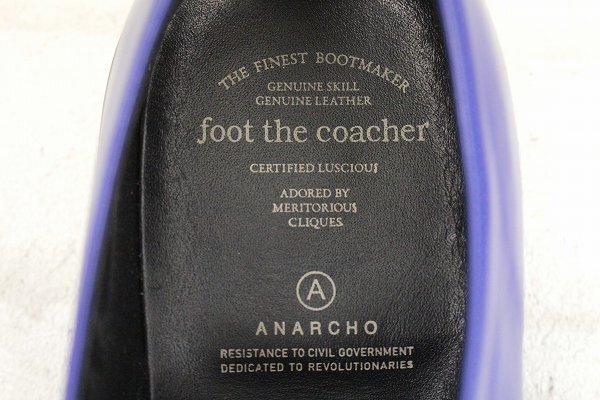 THE FINEST BOOTMAKER
GENUINE SKILL
GENUINE LEATHER
foot the coacher
CERTIFIED LUSCIOUS
ADORED BY
MERITORIOUS
CLIQUES.
A
ANARCHO
RESISTANCE TO CIVIL GOVERNMENT
DEDICATED TO REVOLUTIONARIES